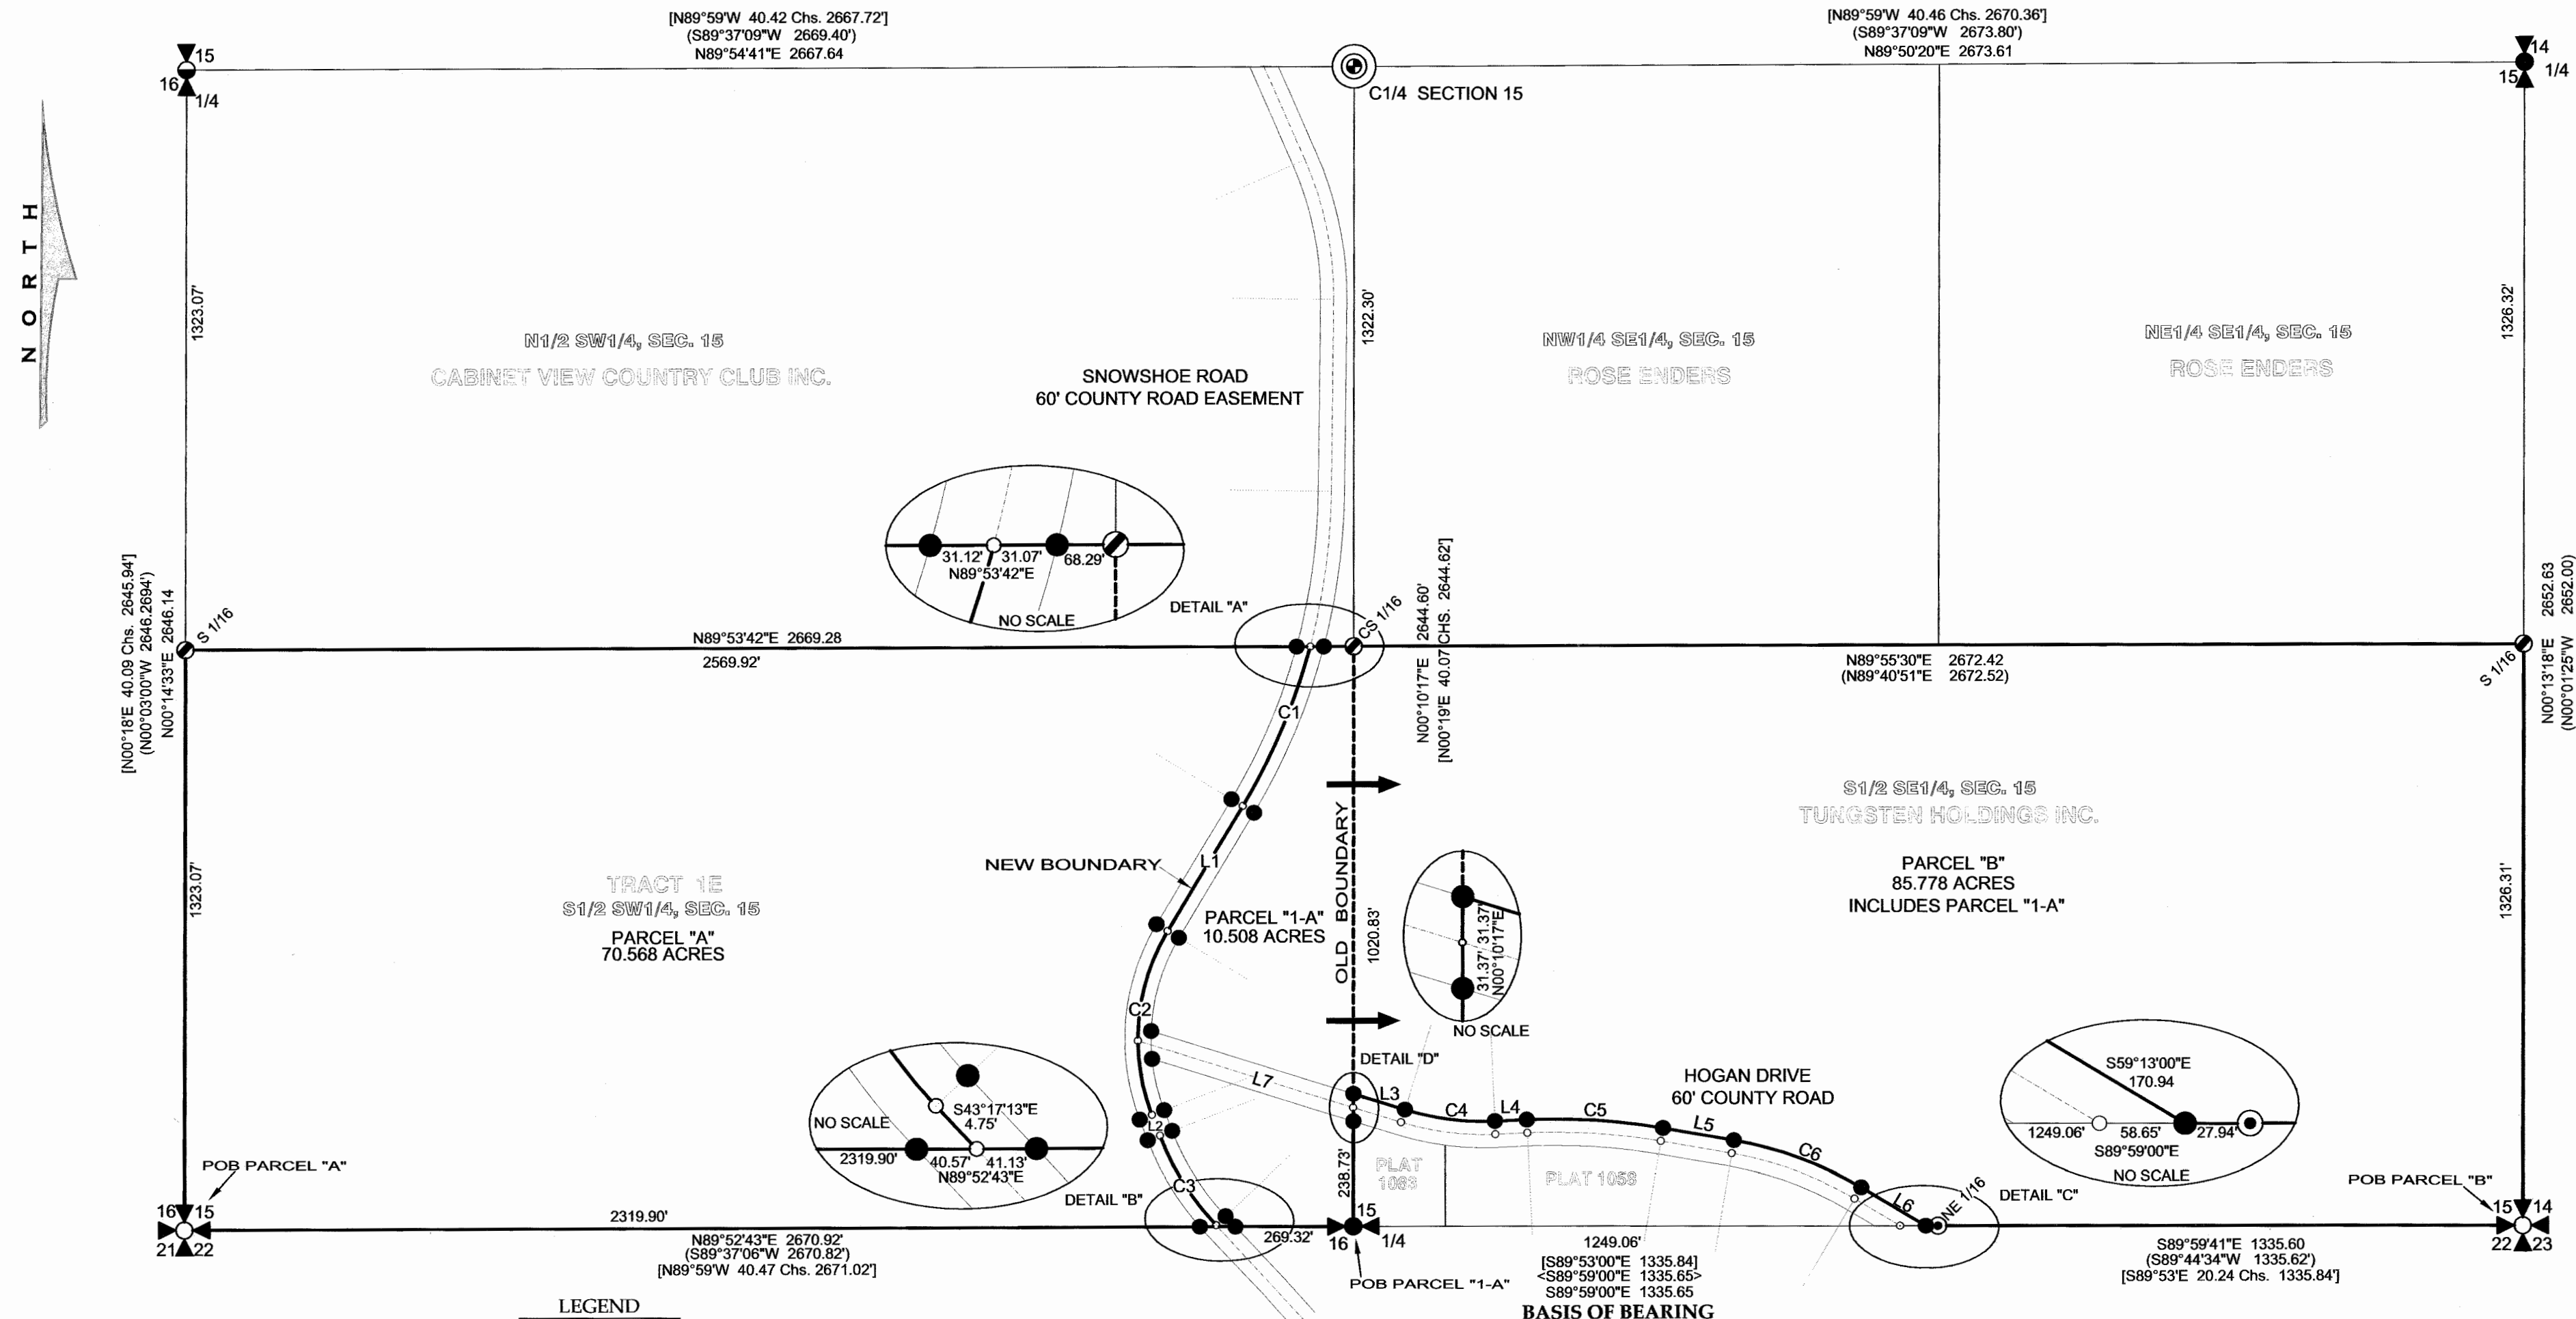 [N89°59'W 40.42 Chs. 2667.72']
(S89°37'09"W 2669.40')
N89°54'41"E 2667.64
[N89°59'W 40.46 Chs. 2670.36']
(S89°37'09"W 2673.80')
N89°50'20"E 2673.61
15
16
1/4
C1/4 SECTION 15
14
15
1/4
NORTH
1323.07'
1322.30'
1326.32'
N1/2 SW1/4, SEC. 15
CABINET VIEW COUNTRY CLUB INC.
SNOWSHOE ROAD
60' COUNTY ROAD EASEMENT
NW1/4 SE1/4, SEC. 15
ROSE ENDERS
NE1/4 SE1/4, SEC. 15
ROSE ENDERS
31.12'
31.07'
68.29'
N89°53'42"E
NO SCALE
DETAIL "A"
[N00°18'E 40.09 Chs. 2645.94']
(N00°03'00"W 2646.2694')
N00°14'33"E 2646.14
S 1/16
N89°53'42"E 2669.28
2569.92'
CS 1/16
N00°10'17"E 2644.60'
[N00°19'E 40.07 CHS. 2644.62']
N89°55'30"E 2672.42
(N89°40'51"E 2672.52)
S 1/16
N00°13'18"E 2652.63
(N00°01'25"W 2652.00)
C1
OLD BOUNDARY
1020.83'
NEW BOUNDARY
L1
PARCEL "1-A"
10.508 ACRES
1323.07'
TRACT 1E
S1/2 SW1/4, SEC. 15
PARCEL "A"
70.568 ACRES
S1/2 SE1/4, SEC. 15
TUNGSTEN HOLDINGS INC.
PARCEL "B"
85.778 ACRES
INCLUDES PARCEL "1-A"
1326.31'
31.37' 31.37'
N00°10'17"E
NO SCALE
DETAIL "D"
C2
L7
L2
L3
C4
L4
C5
L5
C6
L6
HOGAN DRIVE
60' COUNTY ROAD
S43°17'13"E
4.75'
NO SCALE
2319.90'
40.57'
41.13'
N89°52'43"E
DETAIL "B"
C3
S59°13'00"E
170.94
1249.06'
58.65'
27.94'
S89°59'00"E
NO SCALE
DETAIL "C"
NE 1/16
PLAT
1083
PLAT 1058
238.73'
POB PARCEL "A"
16
15
21
22
2319.90'
N89°52'43"E 2670.92'
(S89°37'06"W 2670.82')
[N89°59'W 40.47 Chs. 2671.02']
269.32'
15
16
1/4
POB PARCEL "1-A"
1249.06'
[S89°53'00"E 1335.84]
<S89°59'00"E 1335.65>
S89°59'00"E 1335.65
BASIS OF BEARING
POB PARCEL "B"
15
14
22
23
S89°59'41"E 1335.60
(S89°44'34"W 1335.62')
[S89°53'E 20.24 Chs. 1335.84']
LEGEND